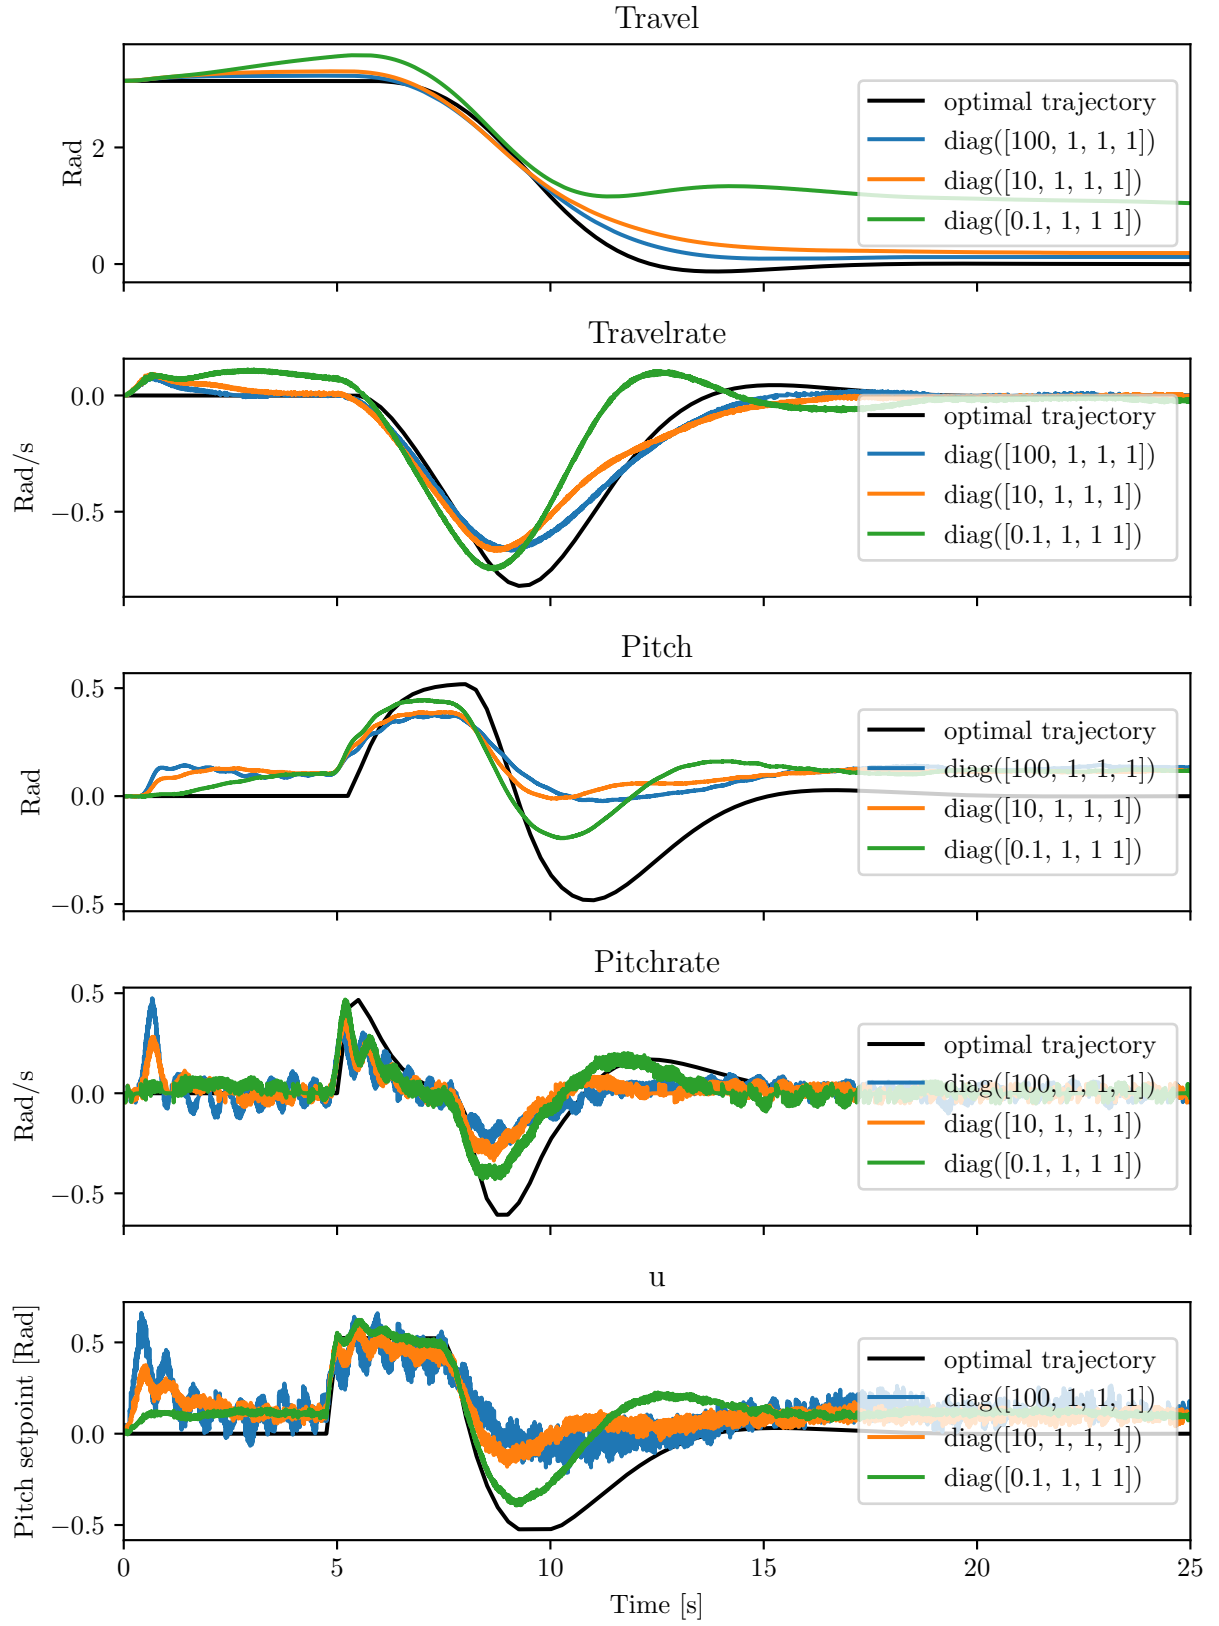 Travel
Rad
2
0
optimal trajectory
diag([100, 1, 1, 1])
diag([10, 1, 1, 1])
diag([0.1, 1, 1 1])
Travelrate
Rad/s
0.0
−0.5
optimal trajectory
diag([100, 1, 1, 1])
diag([10, 1, 1, 1])
diag([0.1, 1, 1 1])
Pitch
Rad
0.5
0.0
−0.5
optimal trajectory
diag([100, 1, 1, 1])
diag([10, 1, 1, 1])
diag([0.1, 1, 1 1])
Pitchrate
Rad/s
0.5
0.0
−0.5
optimal trajectory
diag([100, 1, 1, 1])
diag([10, 1, 1, 1])
diag([0.1, 1, 1 1])
u
Pitch setpoint [Rad]
0.5
0.0
−0.5
optimal trajectory
diag([100, 1, 1, 1])
diag([10, 1, 1, 1])
diag([0.1, 1, 1 1])
0 5 10 15 20 25
Time [s]